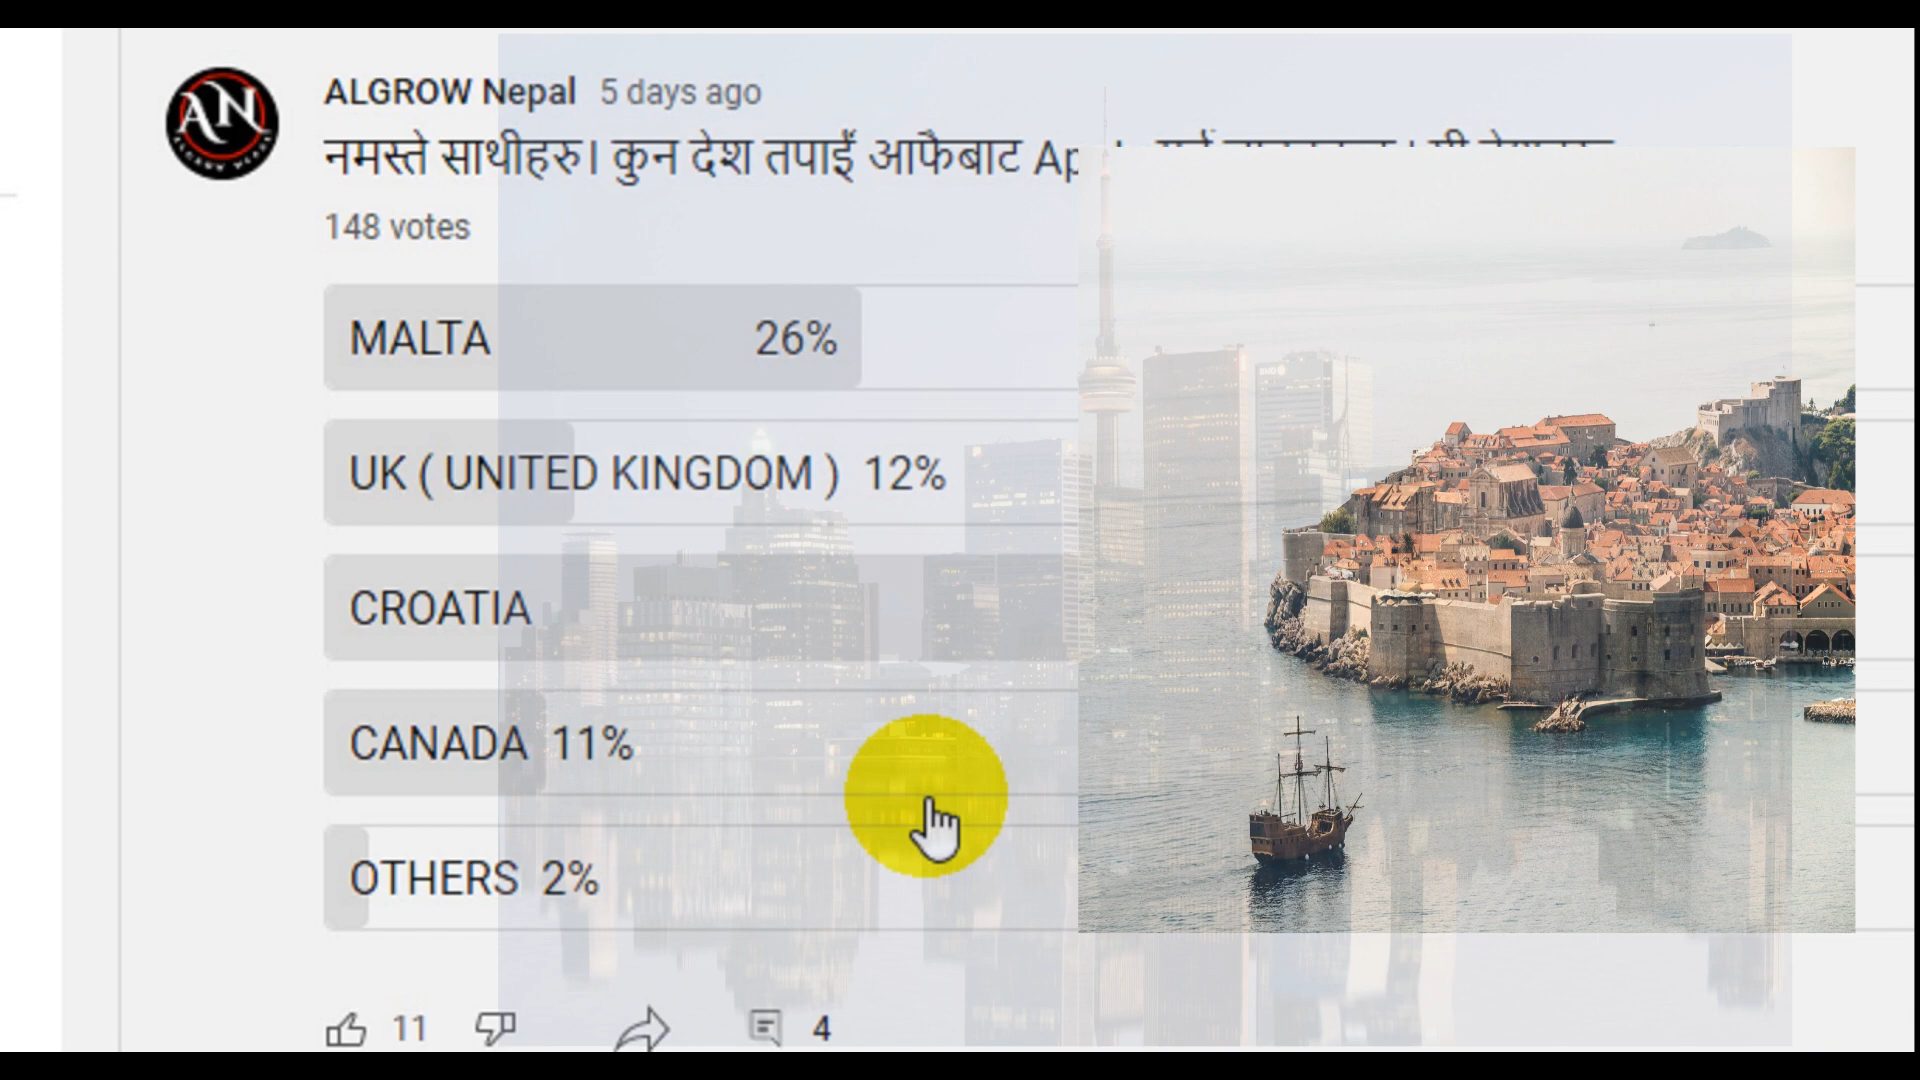 ALGROW Nepal 5 days ago
नमस्ते साथीहरु। कुन देश तपाईं आफैबाट Ap
148 votes
MALTA 26%
UK ( UNITED KINGDOM ) 12%
CROATIA
CANADA 11%
OTHERS 2%
11 4